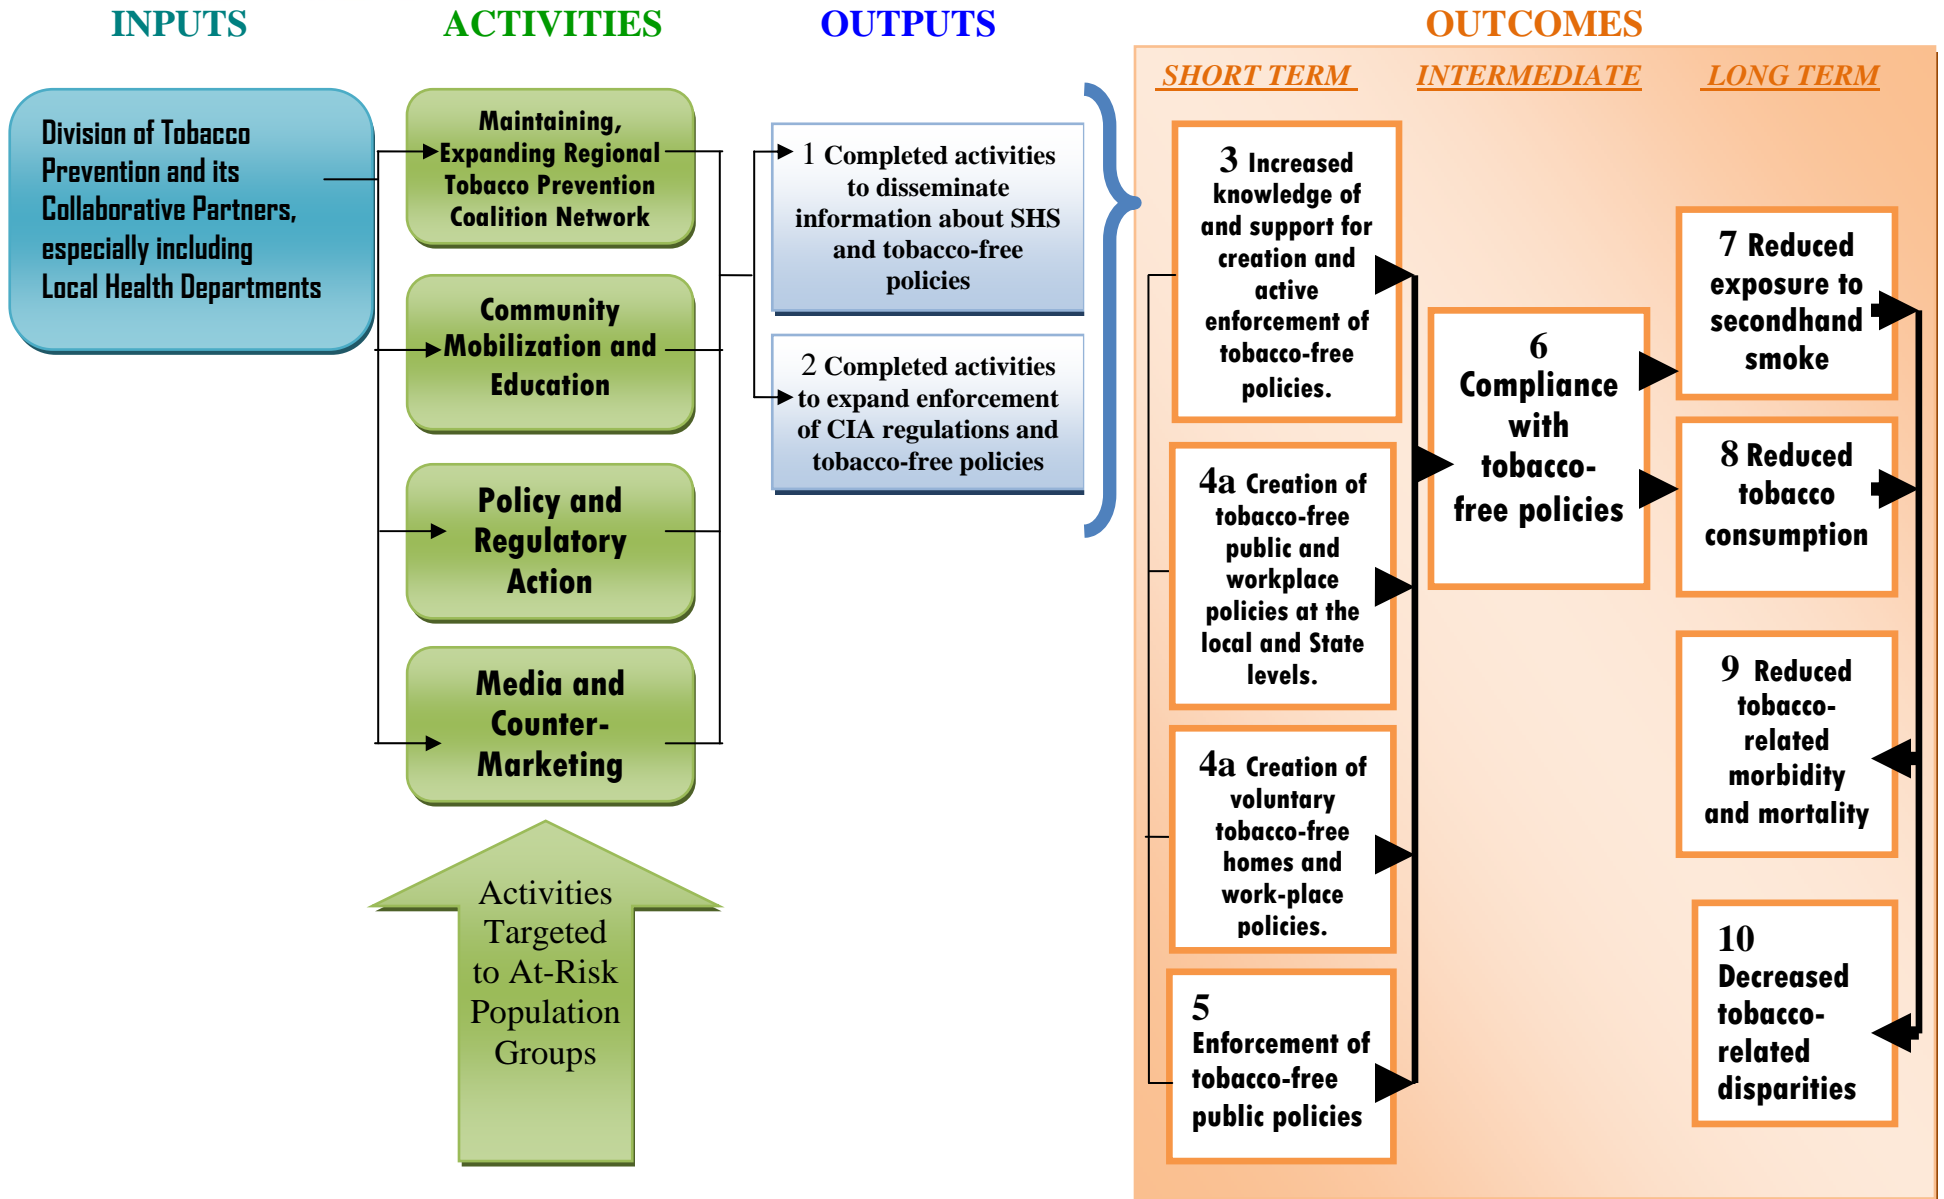 INPUTS
ACTIVITIES
OUTPUTS
OUTCOMES
SHORT TERM
INTERMEDIATE
LONG TERM
Division of Tobacco
Prevention and its
Collaborative Partners,
especially including
Local Health Departments
Maintaining,
Expanding Regional
Tobacco Prevention
Coalition Network
Community
Mobilization and
Education
Policy and
Regulatory
Action
Media and
Counter-
Marketing
Activities
Targeted
to At-Risk
Population
Groups
1 Completed activities
to disseminate
information about SHS
and tobacco-free
policies
2 Completed activities
to expand enforcement
of CIA regulations and
tobacco-free policies
3 Increased
knowledge of
and support for
creation and
active
enforcement of
tobacco-free
policies.
4a Creation of
tobacco-free
public and
workplace
policies at the
local and State
levels.
4a Creation of
voluntary
tobacco-free
homes and
work-place
policies.
5
Enforcement of
tobacco-free
public policies
6
Compliance
with
tobacco-
free policies
7 Reduced
exposure to
secondhand
smoke
8 Reduced
tobacco
consumption
9 Reduced
tobacco-
related
morbidity
and mortality
10
Decreased
tobacco-
related
disparities